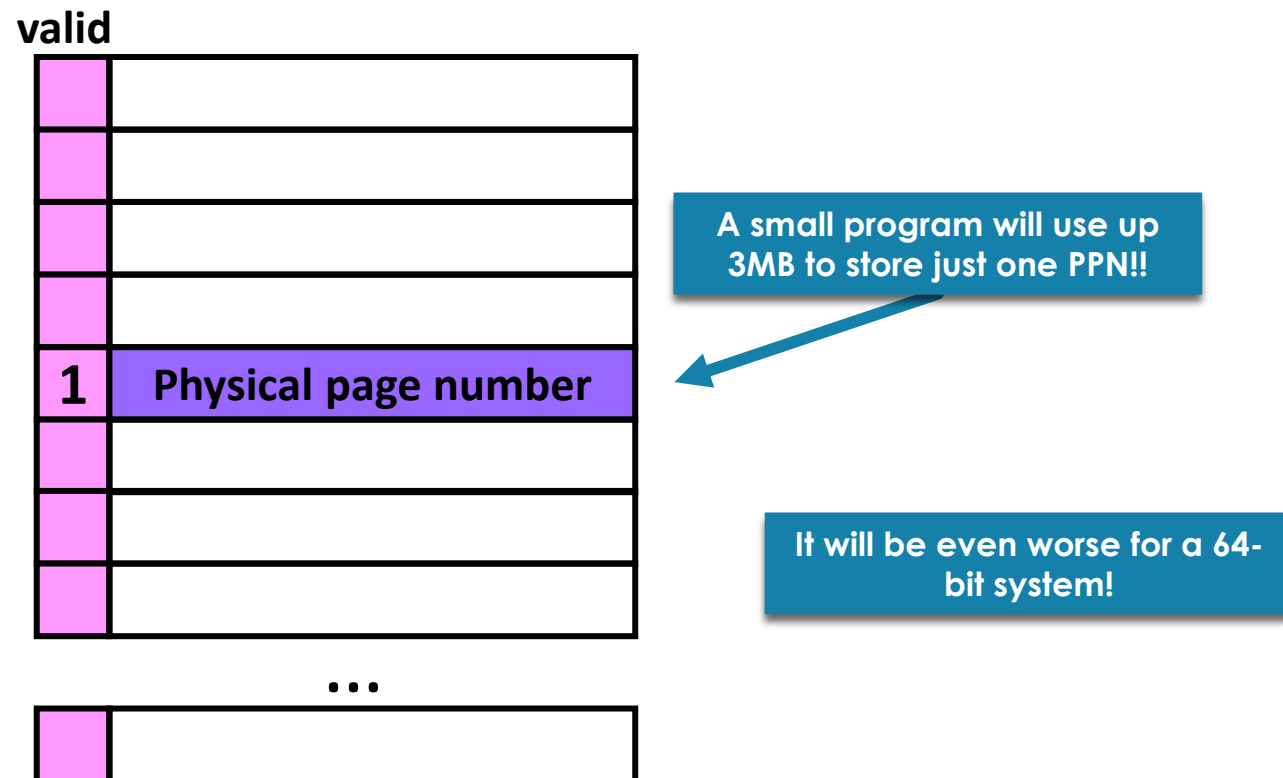 valid
A small program will use up
3MB to store just one PPN!!
1 Physical page number
It will be even worse for a 64-
bit system!
...